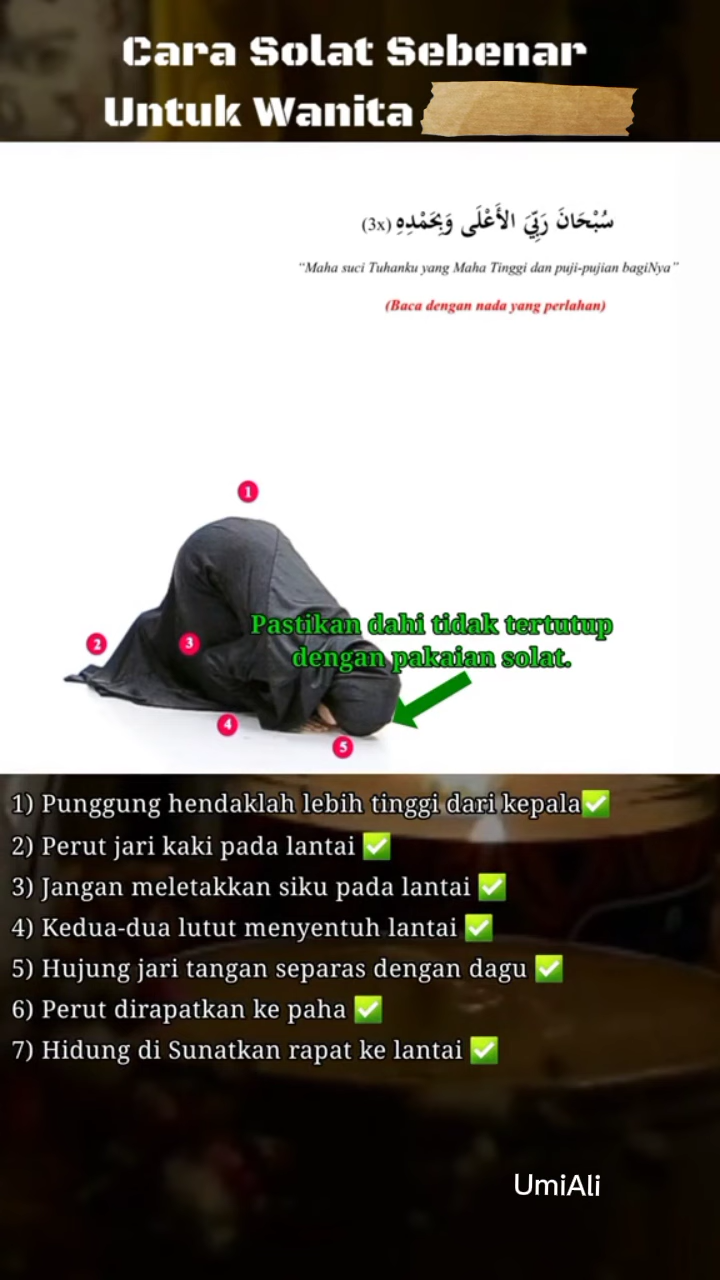 Cara Solat Sebenar
Untuk Wanita
سُبْحَانَ رَبِّيَ الأَعْلَى وَبِحَمْدِهِ (3x)
“Maha suci Tuhanku yang Maha Tinggi dan puji-pujian bagiNya”
(Baca dengan nada yang perlahan)
1
Pastikan dahi tidak tertutup
2
3
dengan pakaian solat.
4
5
1) Punggung hendaklah lebih tinggi dari kepala✅
2) Perut jari kaki pada lantai ✅
3) Jangan meletakkan siku pada lantai ✅
4) Kedua-dua lutut menyentuh lantai ✅
5) Hujung jari tangan separas dengan dagu ✅
6) Perut dirapatkan ke paha ✅
7) Hidung di Sunatkan rapat ke lantai ✅
UmiAli